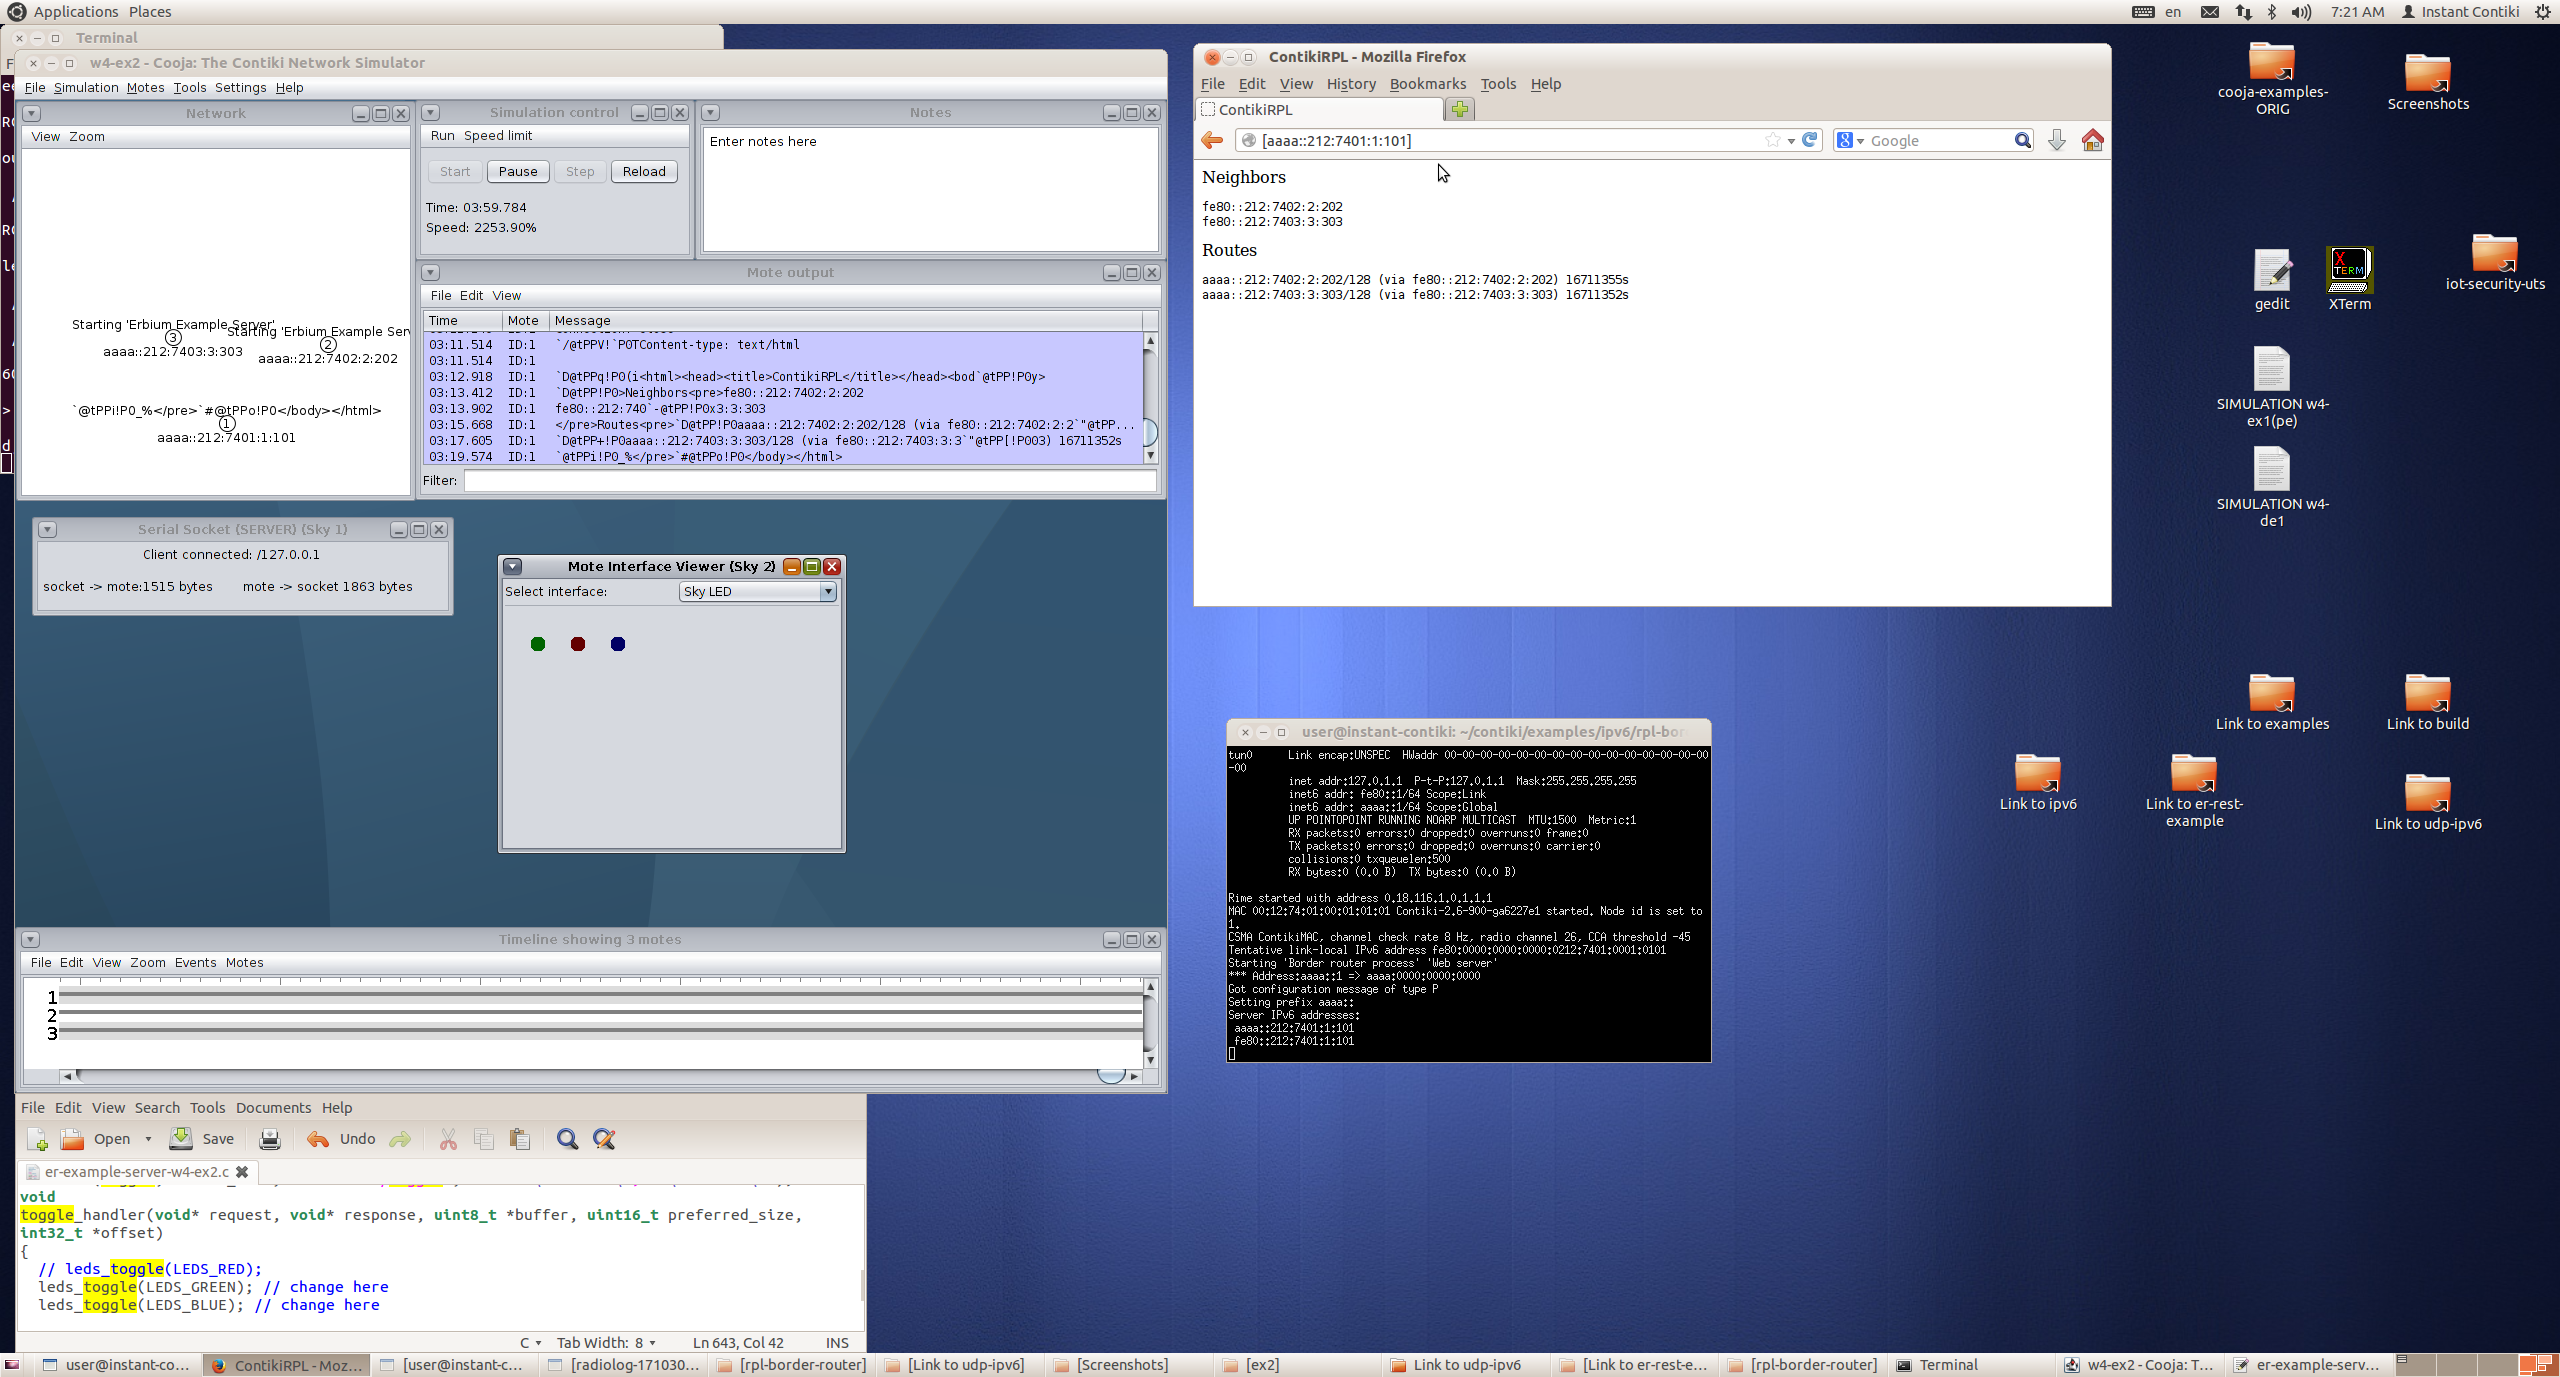 Applications Places
en 7:21 AM Instant Contiki
Terminal
w4-ex2 - Cooja: The Contiki Network Simulator
File Simulation Motes Tools Settings Help
Network
View Zoom
Starting 'Erbium Example Server'
Starting 'Erbium Example Ser
3
2
aaaa::212:7403:3:303
aaaa::212:7402:2:202
`@tPPi!P0_%</pre>`#@tPPo!P0</body></html>
1
aaaa::212:7401:1:101
Simulation control
Run Speed limit
Start Pause Step Reload
Time: 03:59.784
Speed: 2253.90%
Notes
Enter notes here
Mote output
File Edit View
Time Mote Message
03:11.514 ID:1 `/@tPPV!`P0TContent-type: text/html
03:11.514 ID:1
03:12.918 ID:1 `D@tPPq!P0(i<html><head><title>ContikiRPL</title></head><bod`@tPP!P0y>
03:13.412 ID:1 `D@tPP!P0>Neighbors<pre>fe80::212:7402:2:202
03:13.902 ID:1 fe80::212:740`-@tPP!P0x3:3:303
03:15.668 ID:1 </pre>Routes<pre>`D@tPP!P0aaaa::212:7402:2:202/128 (via fe80::212:7402:2:2`"@tPP...
03:17.605 ID:1 `D@tPP+!P0aaaa::212:7403:3:303/128 (via fe80::212:7403:3:3`"@tPP[!P003) 16711352s
03:19.574 ID:1 `@tPPi!P0_%</pre>`#@tPPo!P0</body></html>
Filter:
Serial Socket (SERVER) (Sky 1)
Client connected: /127.0.0.1
socket -> mote:1515 bytes mote -> socket 1863 bytes
Mote Interface Viewer (Sky 2)
Select interface: Sky LED
Timeline showing 3 motes
File Edit View Zoom Events Motes
1
2
3
File Edit View Search Tools Documents Help
Open Save Undo
er-example-server-w4-ex2.c
void
toggle_handler(void* request, void* response, uint8_t *buffer, uint16_t preferred_size,
int32_t *offset)
{
// leds_toggle(LEDS_RED);
leds_toggle(LEDS_GREEN); // change here
leds_toggle(LEDS_BLUE); // change here
C Tab Width: 8 Ln 643, Col 42 INS
ContikiRPL - Mozilla Firefox
File Edit View History Bookmarks Tools Help
ContikiRPL
[aaaa::212:7401:1:101]
8 Google
Neighbors
fe80::212:7402:2:202
fe80::212:7403:3:303
Routes
aaaa::212:7402:2:202/128 (via fe80::212:7402:2:202) 16711355s
aaaa::212:7403:3:303/128 (via fe80::212:7403:3:303) 16711352s
user@instant-contiki: ~/contiki/examples/ipv6/rpl-bor
tun0 Link encap:UNSPEC HWaddr 00-00-00-00-00-00-00-00-00-00-00-00-00-00-00
-00
inet addr:127.0.1.1 P-t-P:127.0.1.1 Mask:255.255.255.255
inet6 addr: fe80::1/64 Scope:Link
inet6 addr: aaaa::1/64 Scope:Global
UP POINTOPOINT RUNNING NOARP MULTICAST MTU:1500 Metric:1
RX packets:0 errors:0 dropped:0 overruns:0 frame:0
TX packets:0 errors:0 dropped:0 overruns:0 carrier:0
collisions:0 txqueuelen:500
RX bytes:0 (0.0 B) TX bytes:0 (0.0 B)
Rime started with address 0.18.116.1.0.1.1.1
MAC 00:12:74:01:00:01:01:01 Contiki-2.6-900-ga6227e1 started. Node id is set to
1.
CSMA ContikiMAC, channel check rate 8 Hz, radio channel 26, CCA threshold -45
Tentative link-local IPv6 address fe80:0000:0000:0000:0212:7401:0001:0101
Starting 'Border router process' 'Web server'
*** Address:aaaa::1 => aaaa:0000:0000:0000
Got configuration message of type P
Setting prefix aaaa::
Server IPv6 addresses:
aaaa::212:7401:1:101
fe80::212:7401:1:101
cooja-examples-
ORIG
Screenshots
gedit
X
TERM
XTerm
iot-security-uts
SIMULATION w4-
ex1(pe)
SIMULATION w4-
de1
Link to examples
Link to build
Link to ipv6
Link to er-rest-
example
Link to udp-ipv6
user@instant-co... ContikiRPL - Moz... [user@instant-c... [radiolog-171030... [rpl-border-router] [Link to udp-ipv6] [Screenshots] [ex2] Link to udp-ipv6 [Link to er-rest-e... [rpl-border-router] Terminal w4-ex2 - Cooja: T... er-example-serv...